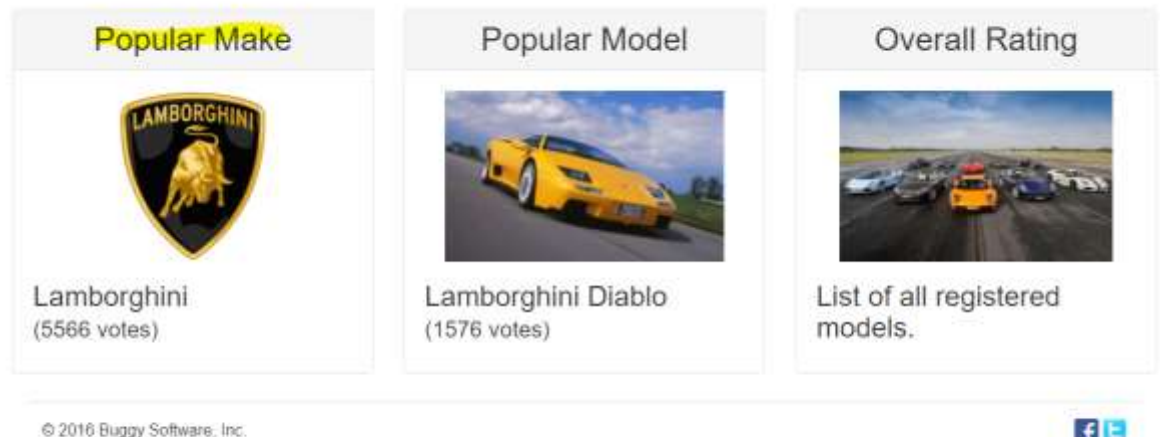 Popular Make
LAMBORGHINI
Lamborghini
(5566 votes)
Popular Model
Lamborghini Diablo
(1576 votes)
Overall Rating
List of all registered
models.
© 2016 Buggy Software, Inc.